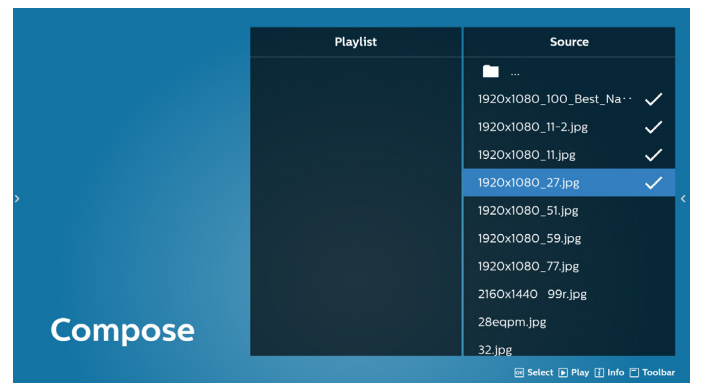 Playlist
Source
...
1920x1080_100_Best_Na··
1920x1080_11-2.jpg
1920x1080_11.jpg
1920x1080_27.jpg
1920x1080_51.jpg
1920x1080_59.jpg
1920x1080_77.jpg
2160x1440 99r.jpg
28eqpm.jpg
32.jpg
Compose
OK Select Play i Info Toolbar